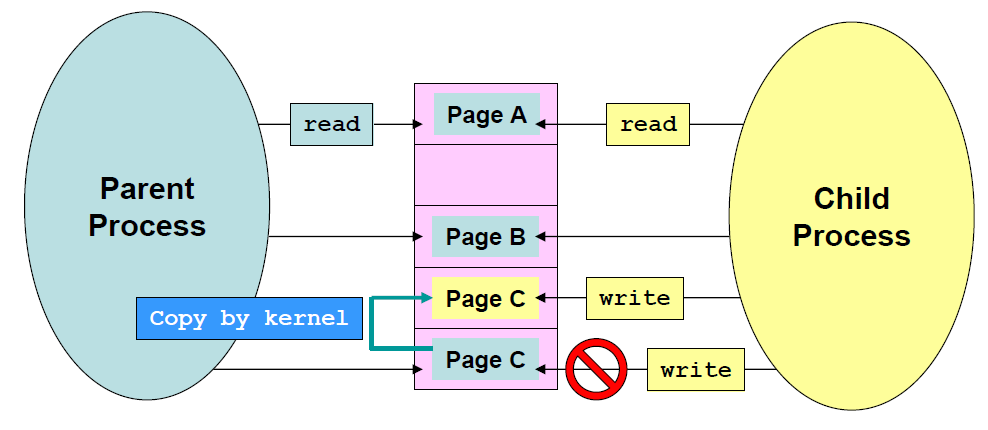 read
Page A
read
Parent
Process
Child
Process
Page B
Page C
write
Copy by kernel
Page C
write